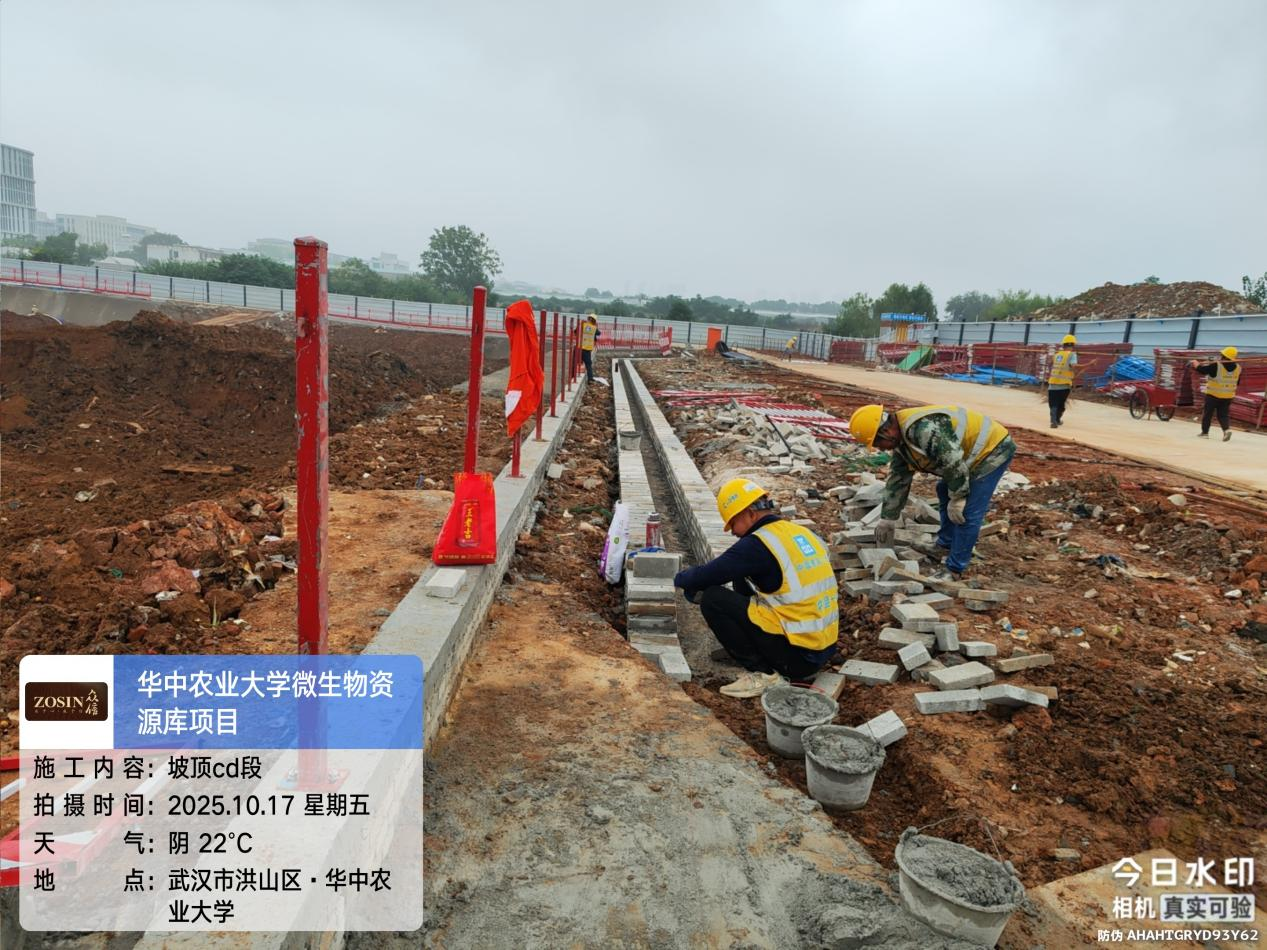 王老吉
ZOSIN 众信
华中农业大学微生物资
源库项目
施工内容：坡顶cd段
拍摄时间：2025.10.17 星期五
天气：阴 22℃
地点：武汉市洪山区·华中农
业大学
今日水印
相机 真实可验
防伪 AHAHTGRYD93Y62